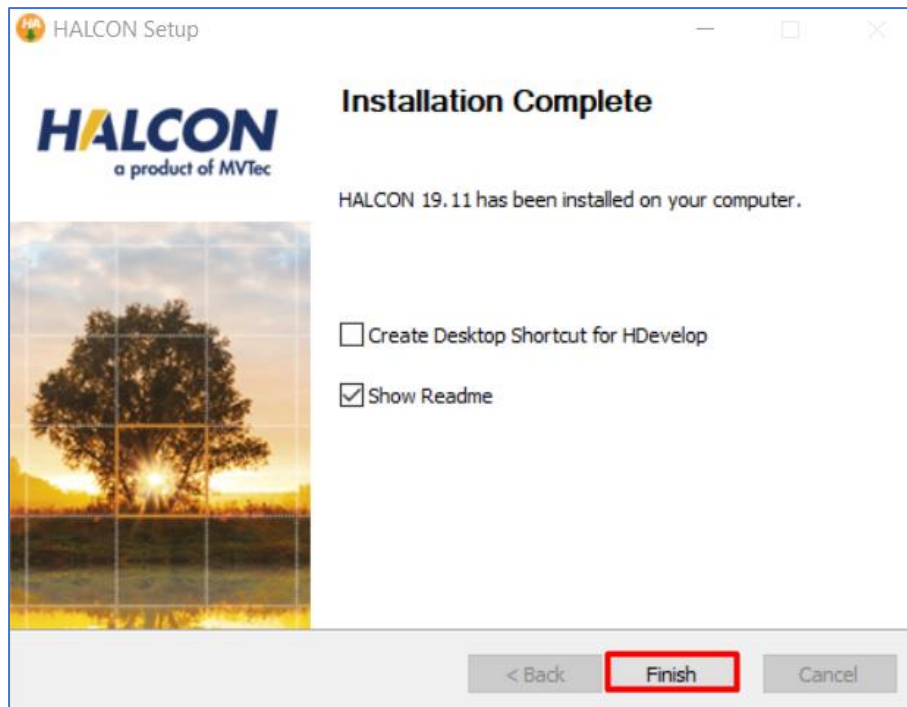 HALCON Setup
HALCON
a product of MVTec
Installation Complete
HALCON 19.11 has been installed on your computer.
Create Desktop Shortcut for HDevelop
Show Readme
< Back Finish Cancel